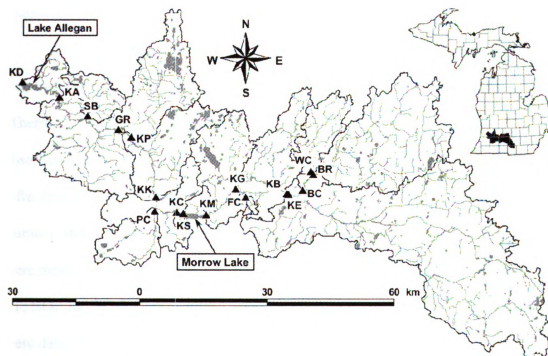 N
W E
S
Lake Allegan
KD
KA
SB
GR
KP
WC
BR
KG
KB
BC
KK
KC
KM
FC
KE
PC
KS
Morrow Lake
30 0 30 60 km